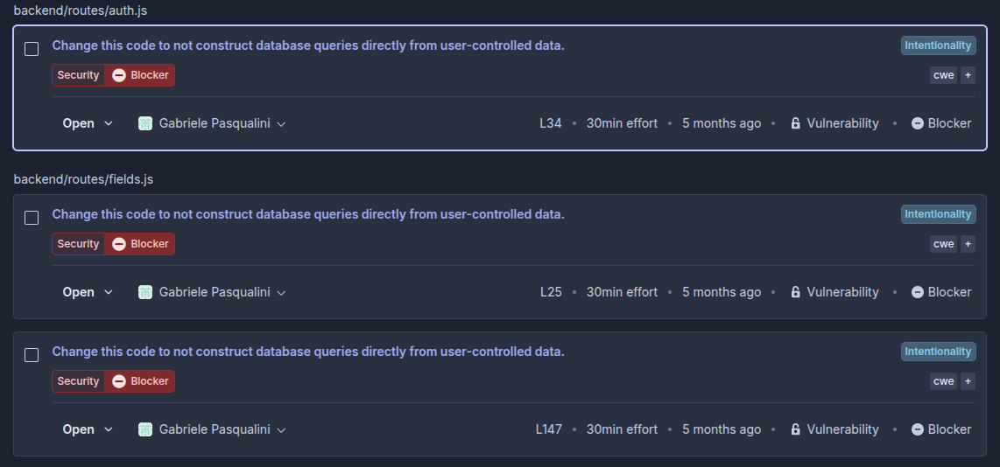 backend/routes/auth.js
Change this code to not construct database queries directly from user-controlled data. Intentionality
Security Blocker cwe +
Open Gabriele Pasqualini L34 • 30min effort • 5 months ago • Vulnerability • Blocker
backend/routes/fields.js
Change this code to not construct database queries directly from user-controlled data. Intentionality
Security Blocker cwe +
Open Gabriele Pasqualini L25 • 30min effort • 5 months ago • Vulnerability • Blocker
Change this code to not construct database queries directly from user-controlled data. Intentionality
Security Blocker cwe +
Open Gabriele Pasqualini L147 • 30min effort • 5 months ago • Vulnerability • Blocker